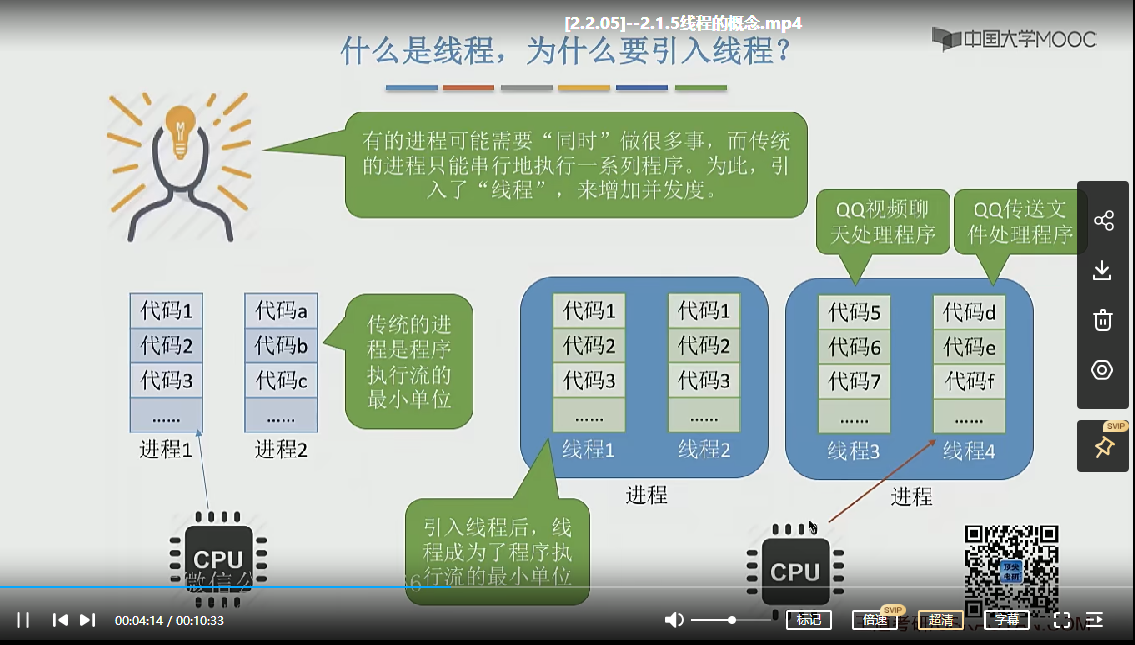 [2.2.05]--2.1.5线程的概念.mp4
中国大学MOOC
什么是线程，为什么要引入线程？
有的进程可能需要“同时”做很多事，而传统
的进程只能串行地执行一系列程序。为此，引
入了“线程”，来增加并发度。
QQ视频聊
天处理程序
QQ传送文
件处理程序
代码1
代码2
代码3
......
进程1
代码a
代码b
代码c
......
进程2
传统的进
程是程序
执行流的
最小单位
代码1
代码2
代码3
......
线程1
代码1
代码2
代码3
......
线程2
进程
代码5
代码6
代码7
......
线程3
代码d
代码e
代码f
......
线程4
进程
SVIP
引入线程后，线
程成为了程序执
行流的最小单位
CPU
微信公
6
CPU
00:04:14 / 00:10:33
标记
倍速
SVIP
超清
字幕